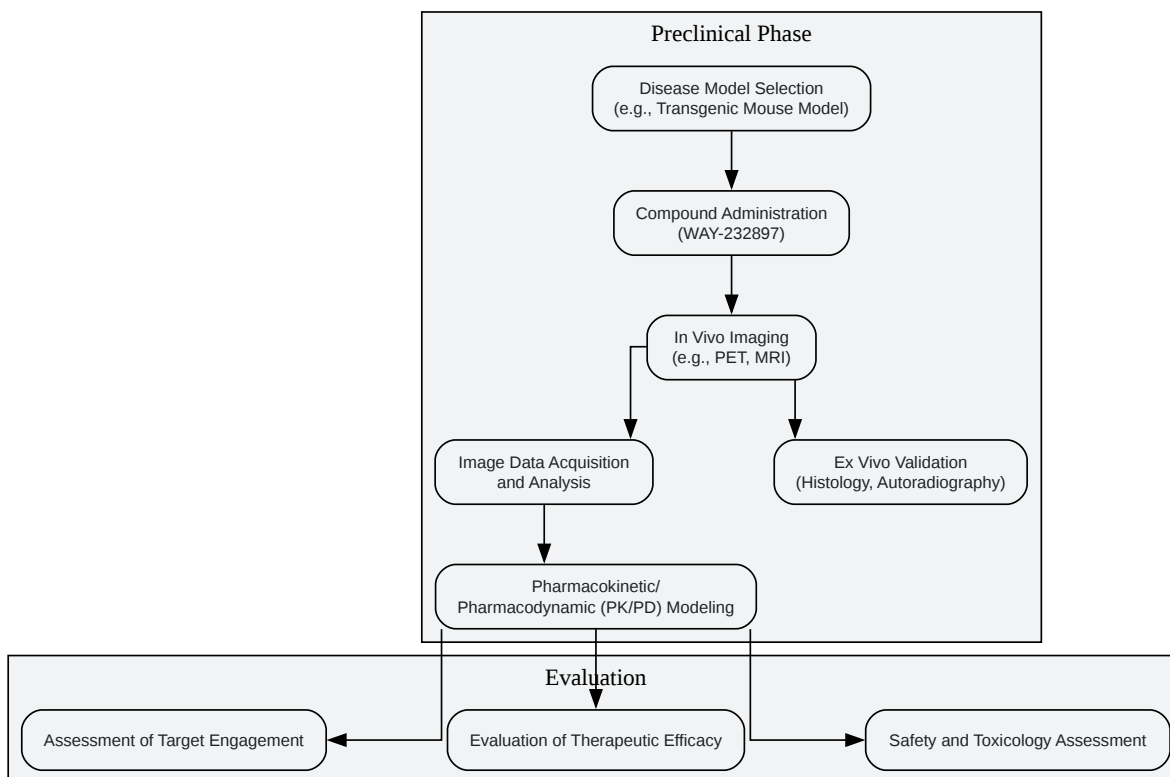 Preclinical Phase
Disease Model Selection
(e.g., Transgenic Mouse Model)
Compound Administration
(WAY-232897)
In Vivo Imaging
(e.g., PET, MRI)
Image Data Acquisition
and Analysis
Ex Vivo Validation
(Histology, Autoradiography)
Pharmacokinetic/
Pharmacodynamic (PK/PD) Modeling
Evaluation
Assessment of Target Engagement
Evaluation of Therapeutic Efficacy
Safety and Toxicology Assessment